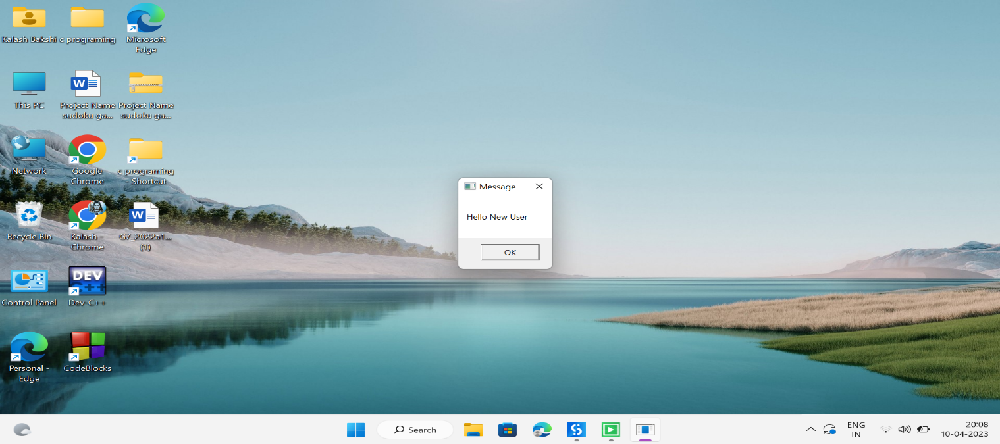 Kalash Bakshi
c programing
Microsoft
Edge
This PC
Project Name
sudoku ga...
Project Name
sudoku ga...
Network
Google
Chrome
c programing
Shortcut
Recycle Bin
Kalash -
Chrome
G7_2022a1...
(1)
Control Panel
DEV
C++
Dev-C++
Personal -
Edge
CodeBlocks
Message ...
Hello New User
OK
Search
ENG
IN
20:08
10-04-2023